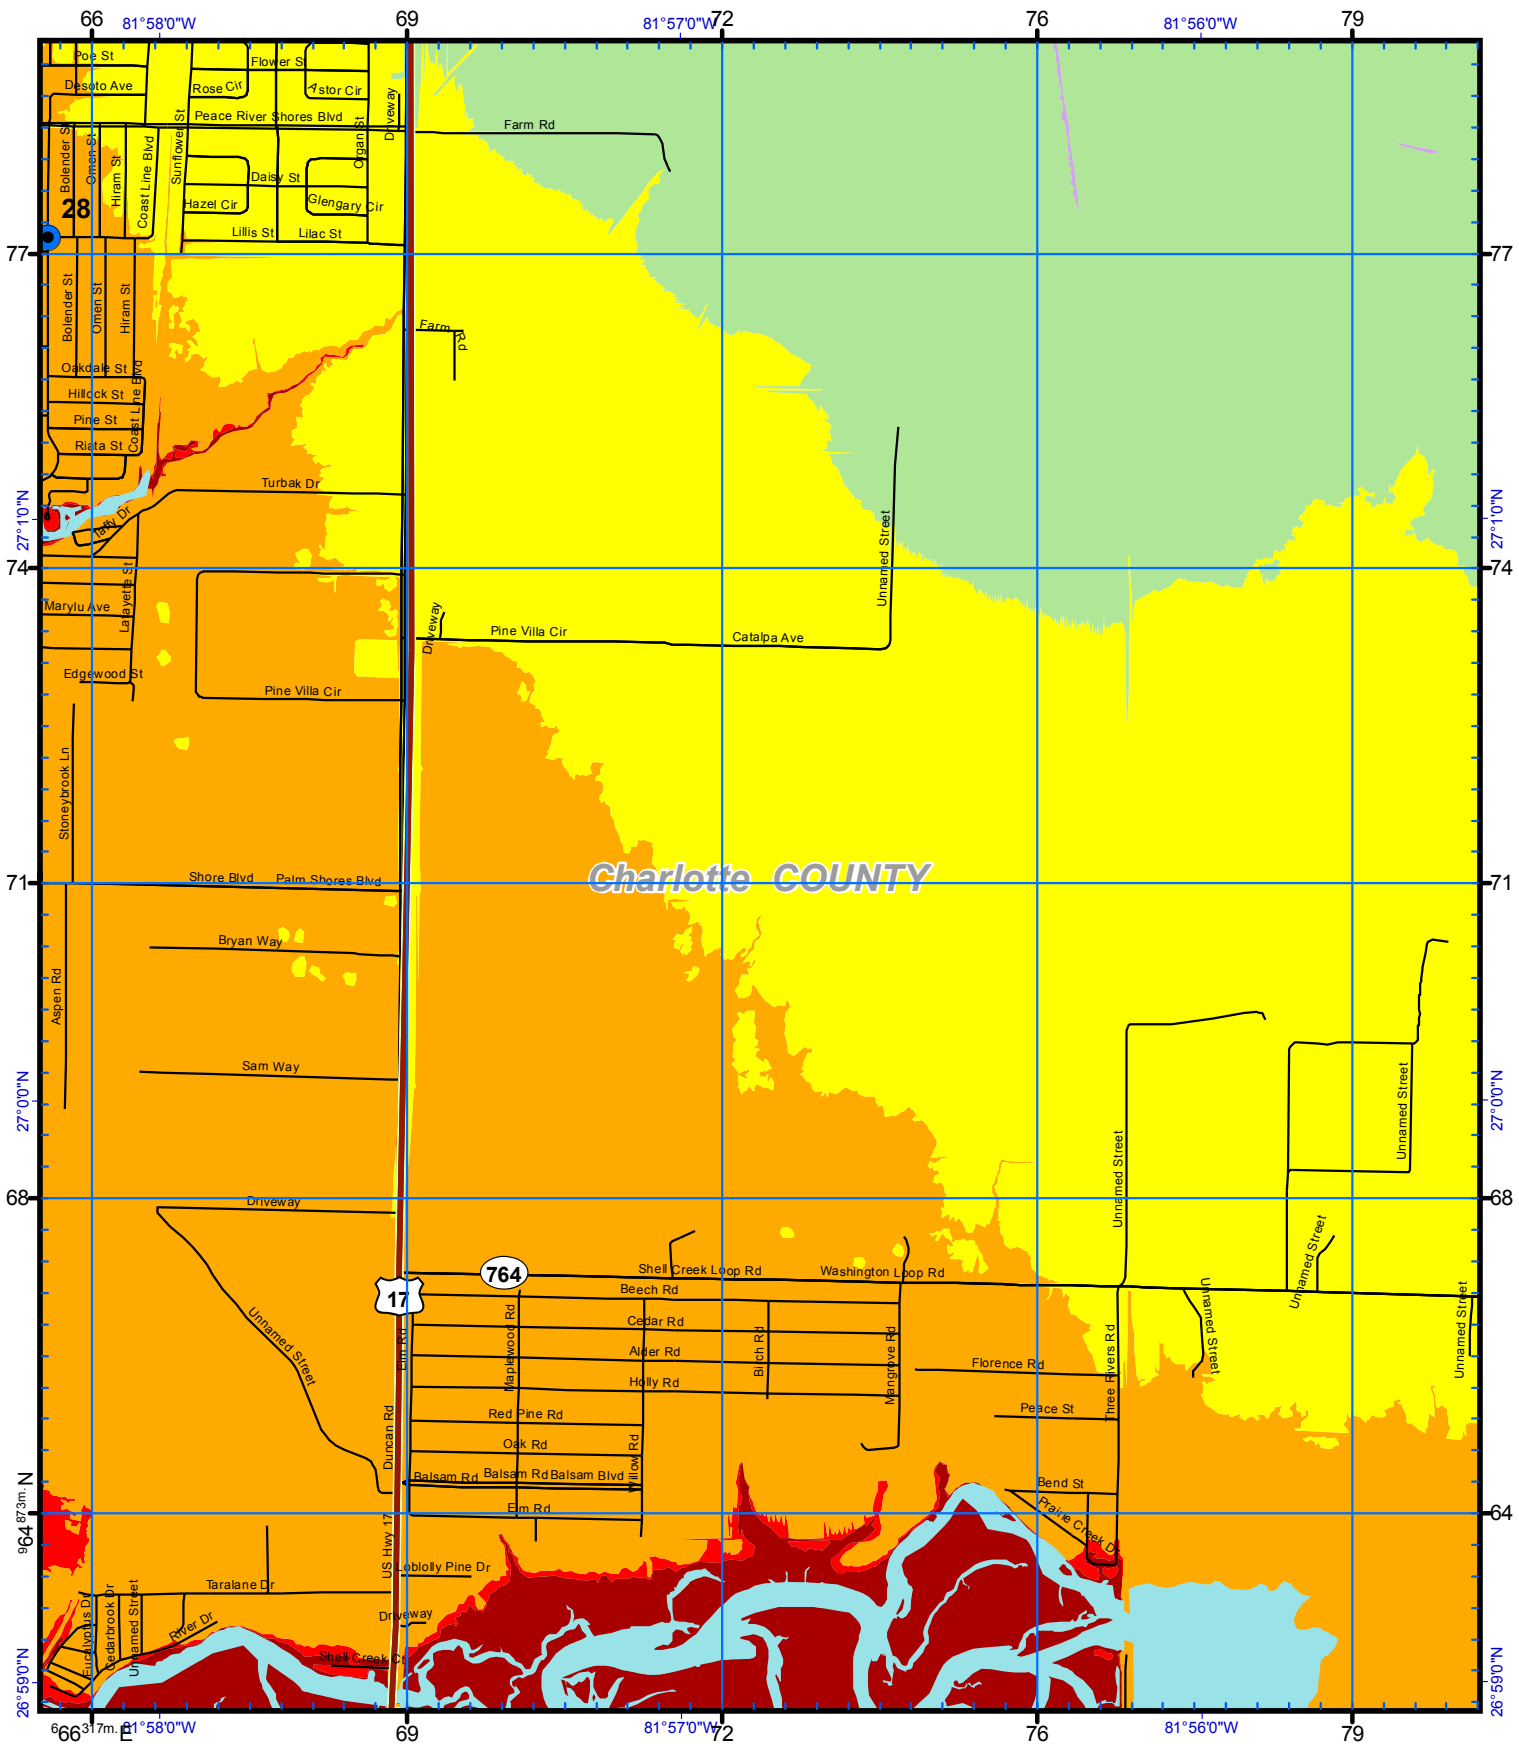 66 81°58'0"W 69 81°57'0"W 72 76 81°56'0"W 79
Poe St
Flower St
Desoto Ave
Rose Cir
Astor Cir
Driveway
Peace River Shores Blvd
Farm Rd
Bolender St
Omen St
Hiram St
Coast Line Blvd
Sunflower St
Organ St
Daisy St
28
Hazel Cir
Glengary Cir
Lillis St
Lilac St
77
77
Bolender St
Omen St
Hiram St
Farm Rd
Oakdale St
Coast Line Blvd
Hillock St
Pine St
Riata St
Turbak Dr
27°1'0"N
27°1'0"N
Taffy Dr
Unnamed Street
74
74
Lafayette St
Marylu Ave
Driveway
Pine Villa Cir
Catalpa Ave
Edgewood St
Pine Villa Cir
Stoneybrook Ln
71
Shore Blvd
Palm Shores Blvd
Charlotte COUNTY
71
Bryan Way
Aspen Rd
Sam Way
27°0'0"N
27°0'0"N
Unnamed Street
Unnamed Street
68
Driveway
68
Unnamed Street
764
Shell Creek Loop Rd
Washington Loop Rd
17
Beech Rd
Unnamed Street
Unnamed Street
Unnamed Street
Elm Rd
Maplewood Rd
Cedar Rd
Birch Rd
Mangrove Rd
Three Rivers Rd
Alder Rd
Florence Rd
Holly Rd
Duncan Rd
Red Pine Rd
Peace St
Oak Rd
Willow Rd
Balsam Rd
Balsam Rd
Balsam Blvd
Bend St
Elm Rd
Prairie Creek Dr
964 873m. N
64
US Hwy 17
Loblolly Pine Dr
Taralane Dr
Eucalyptus Dr
Cedarbrook Dr
Unnamed Street
River Dr
Driveway
Shell Creek Ct
26°59'0"N
26°59'0"N
666 317m. E 81°58'0"W 69 81°57'0"W 72 76 81°56'0"W 79